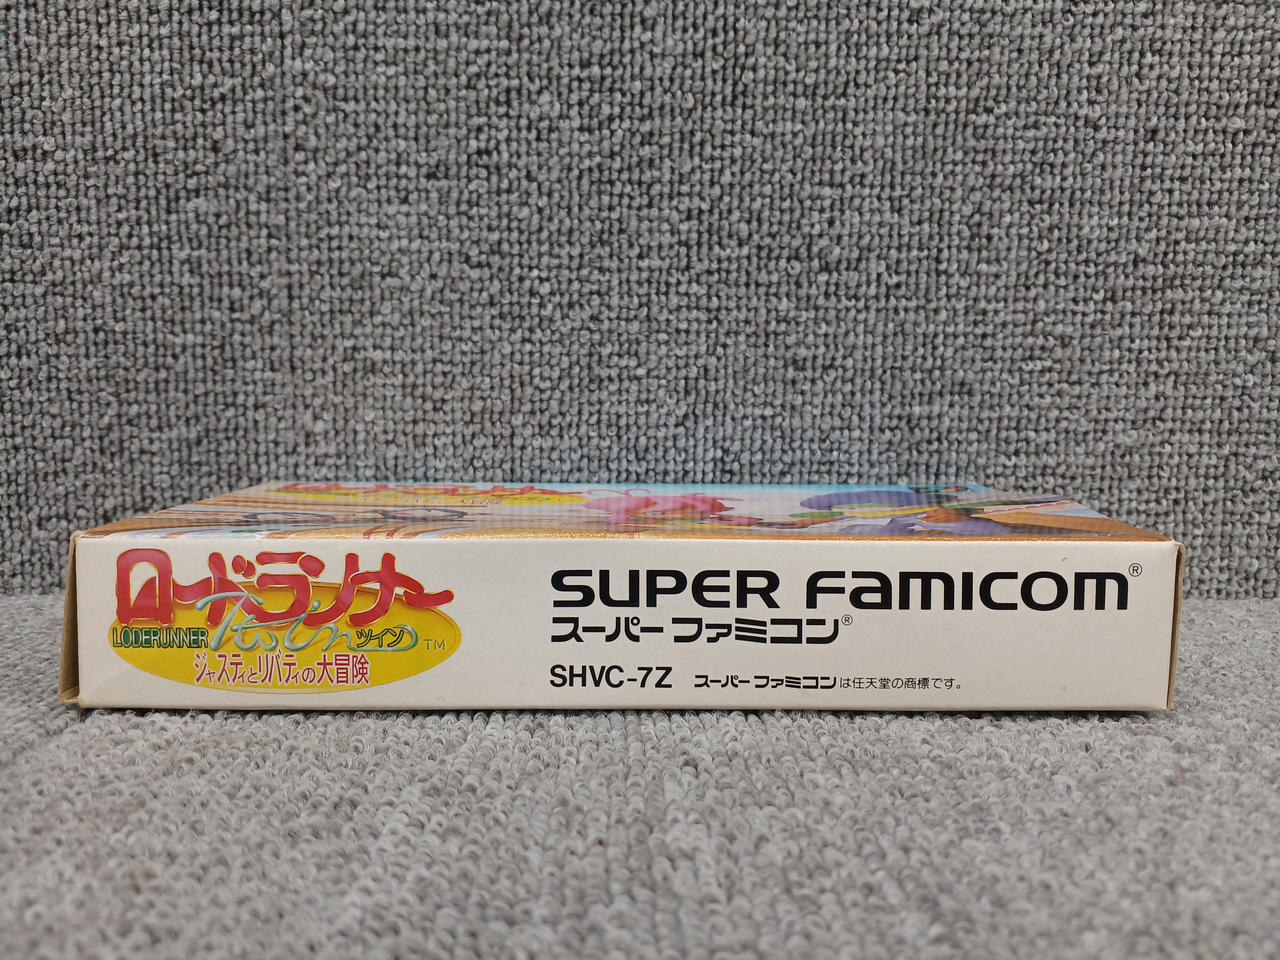 ロードランナー
LODERUNNER Twin ツイン TM
ジャスティとリバティの大冒険
SUPER FAMICOM®
スーパーファミコン®
SHVC-7Z スーパーファミコンは任天堂の商標です。